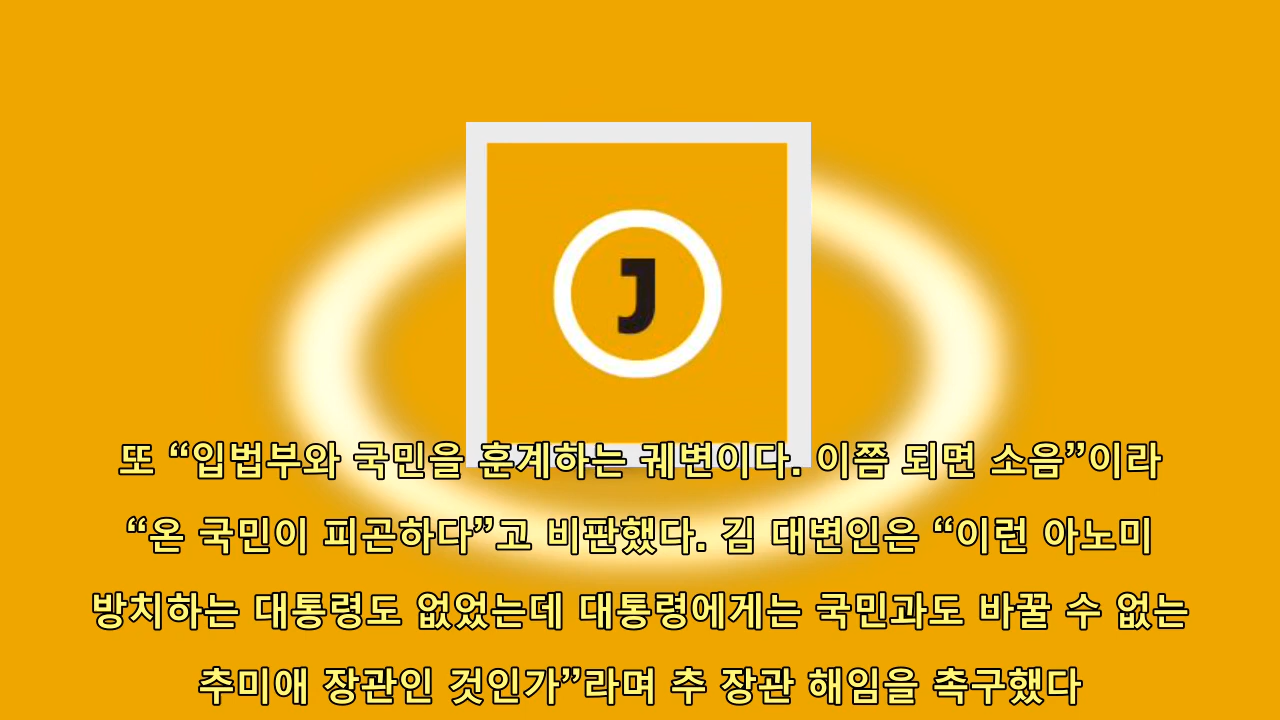 J
또 “입법부와 국민을 훈계하는 궤변이다. 이쯤 되면 소음”이라
“온 국민이 피곤하다”고 비판했다. 김 대변인은 “이런 아노미
방치하는 대통령도 없었는데 대통령에게는 국민과도 바꿀 수 없는
추미애 장관인 것인가”라며 추 장관 해임을 촉구했다